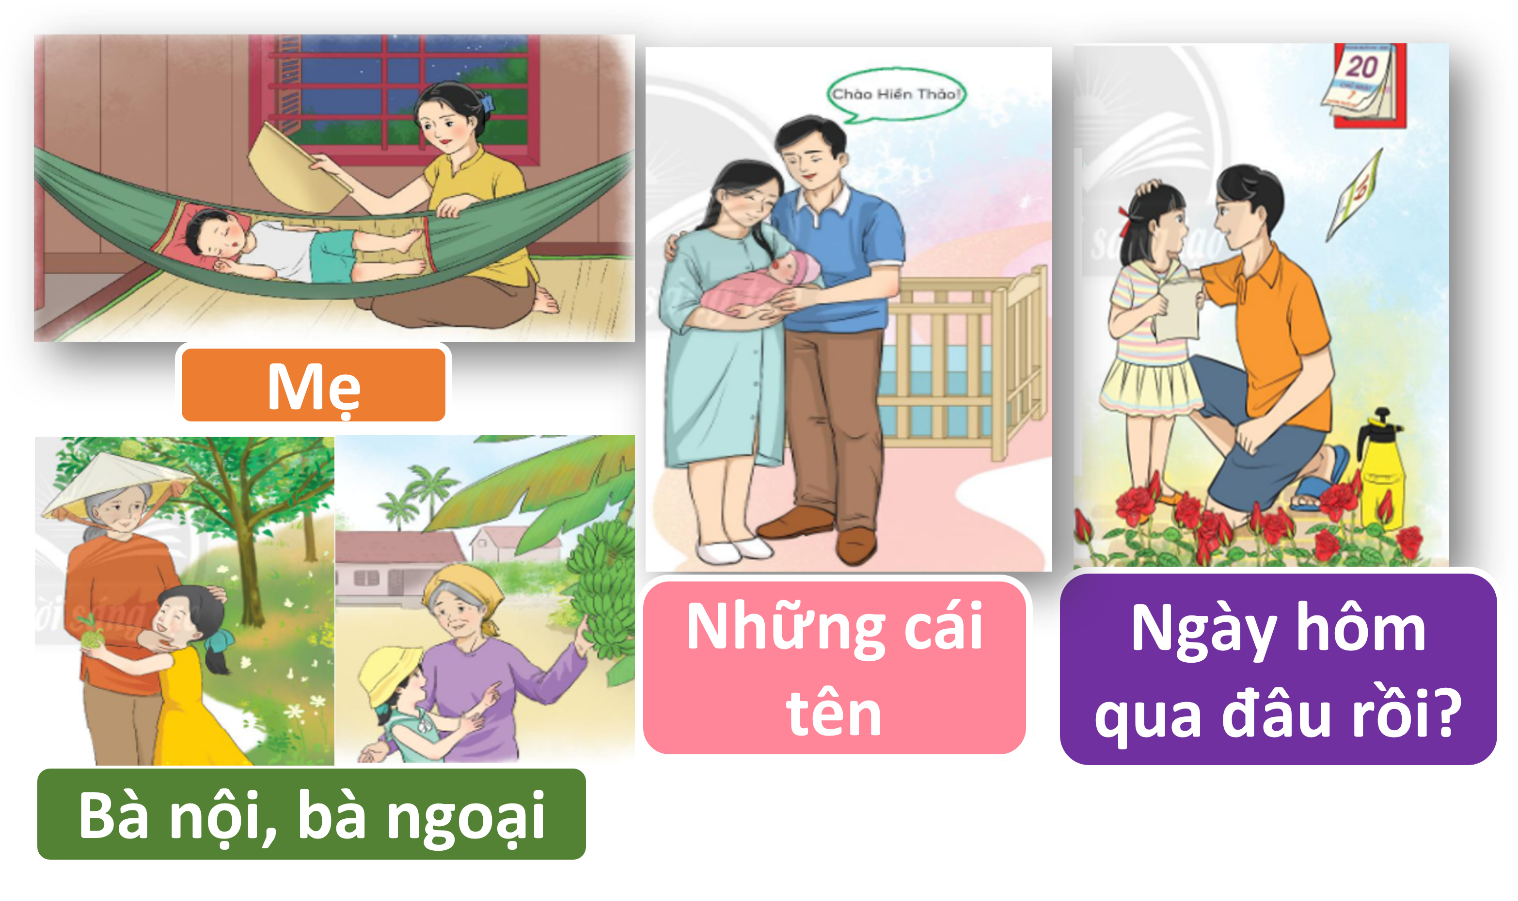 Chào Hiền Thảo!
20
Mẹ
Những cái
tên
Ngày hôm
qua đâu rồi?
Bà nội, bà ngoại